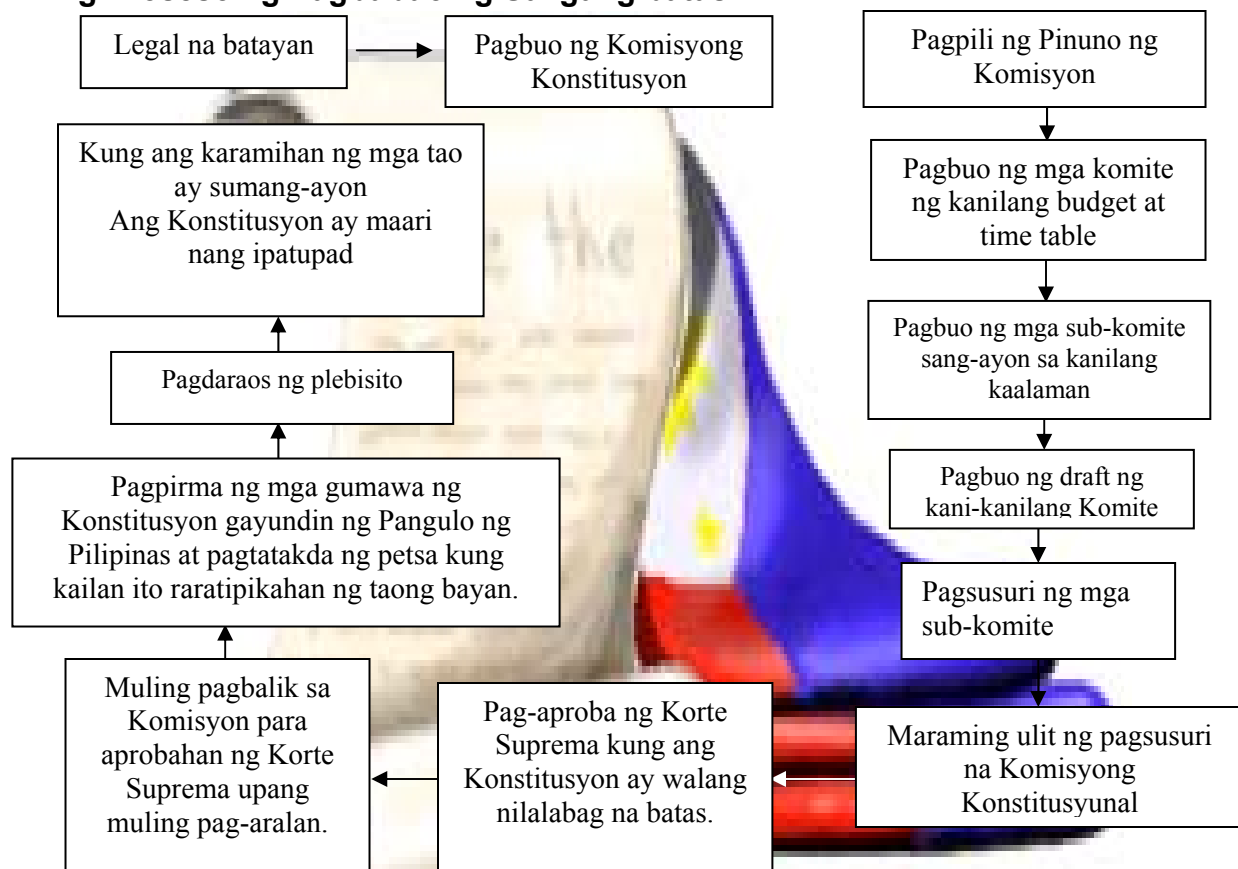 Legal na batayan
Pagbuo ng Komisyong
Konstitusyon
Pagpili ng Pinuno ng
Komisyon
Pagbuo ng mga komite
ng kanilang budget at
time table
Pagbuo ng mga sub-komite
sang-ayon sa kanilang
kaalaman
Pagbuo ng draft ng
kani-kanilang Komite
Pagsusuri ng mga
sub-komite
Maraming ulit ng pagsusuri
na Komisyong
Konstitusyunal
Pag-aproba ng Korte
Suprema kung ang
Konstitusyon ay walang
nilalabag na batas.
Muling pagbalik sa
Komisyon para
aprobahan ng Korte
Suprema upang
muling pag-aralan.
Pagpirma ng mga gumawa ng
Konstitusyon gayundin ng Pangulo ng
Pilipinas at pagtatakda ng petsa kung
kailan ito raratipikahan ng taong bayan.
Pagdaraos ng plebisito
Kung ang karamihan ng mga tao
ay sumang-ayon
Ang Konstitusyon ay maari
nang ipatupad
the